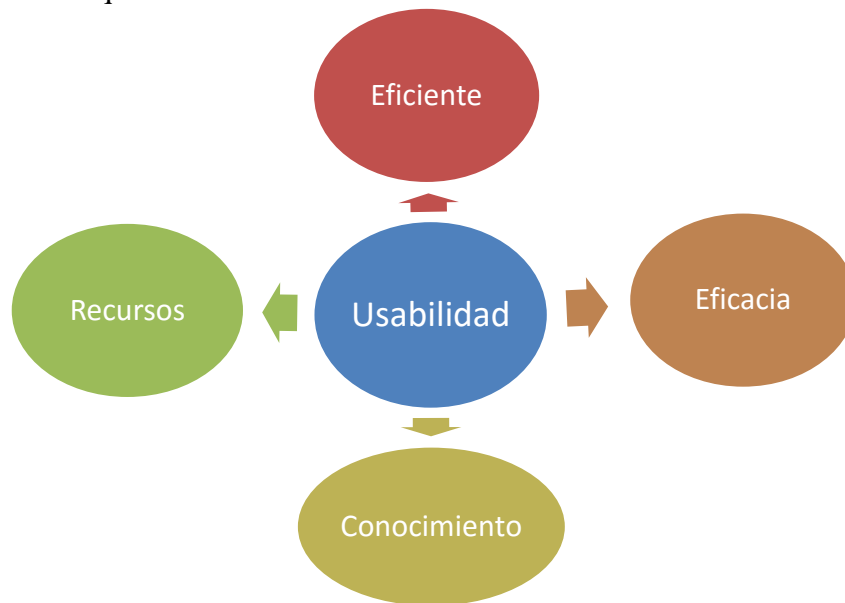 Eficiente
Recursos
Usabilidad
Eficacia
Conocimiento